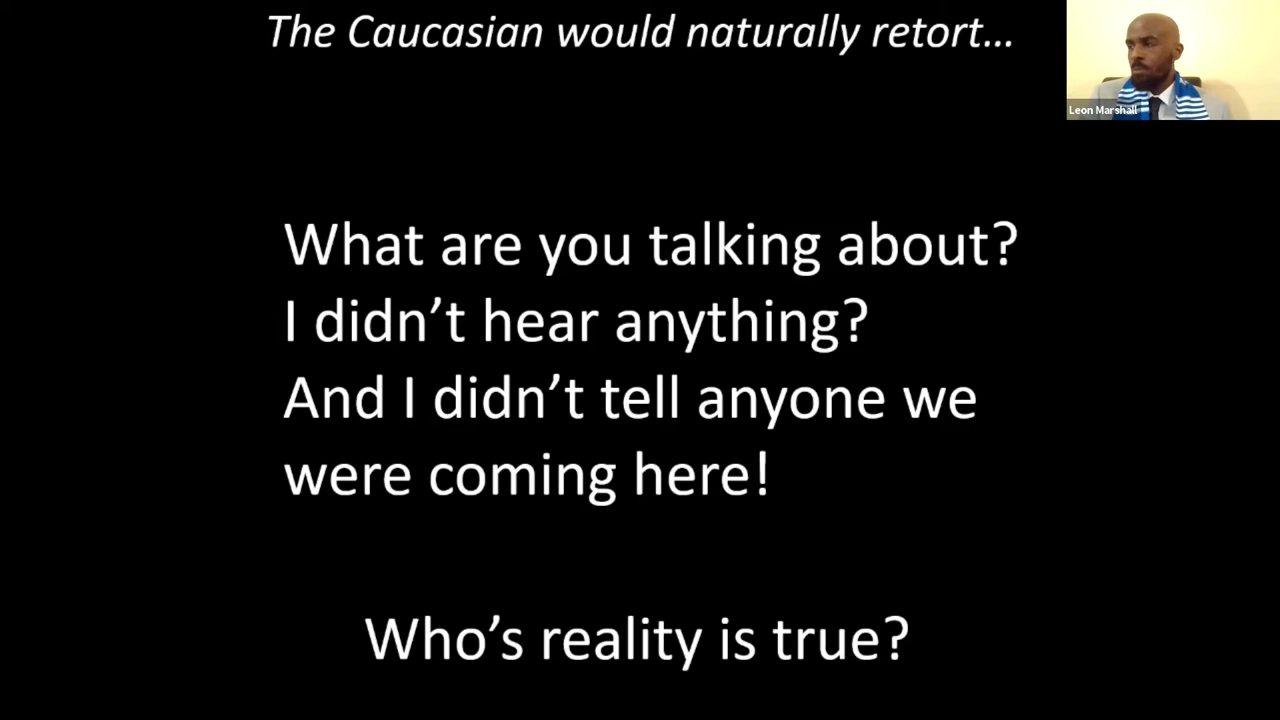 The Caucasian would naturally retort…
Leon Marshall
What are you talking about?
I didn’t hear anything?
And I didn’t tell anyone we
were coming here!
Who’s reality is true?